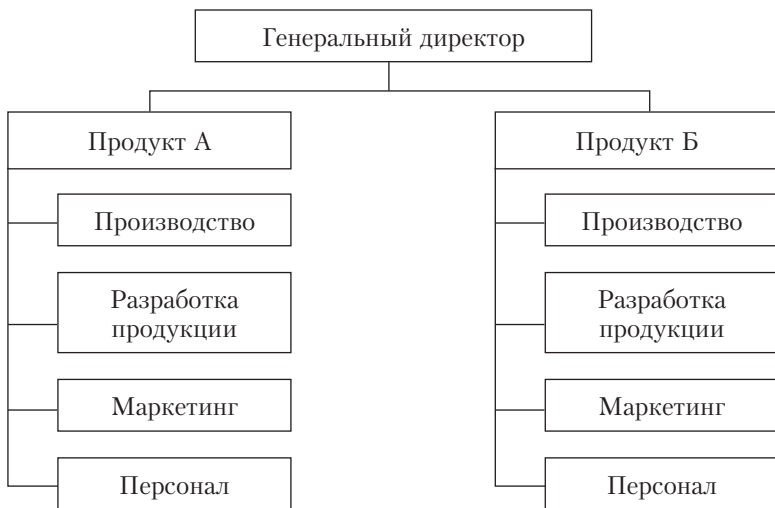 Генеральный директор
Продукт А
Производство
Разработка
продукции
Маркетинг
Персонал
Продукт Б
Производство
Разработка
продукции
Маркетинг
Персонал